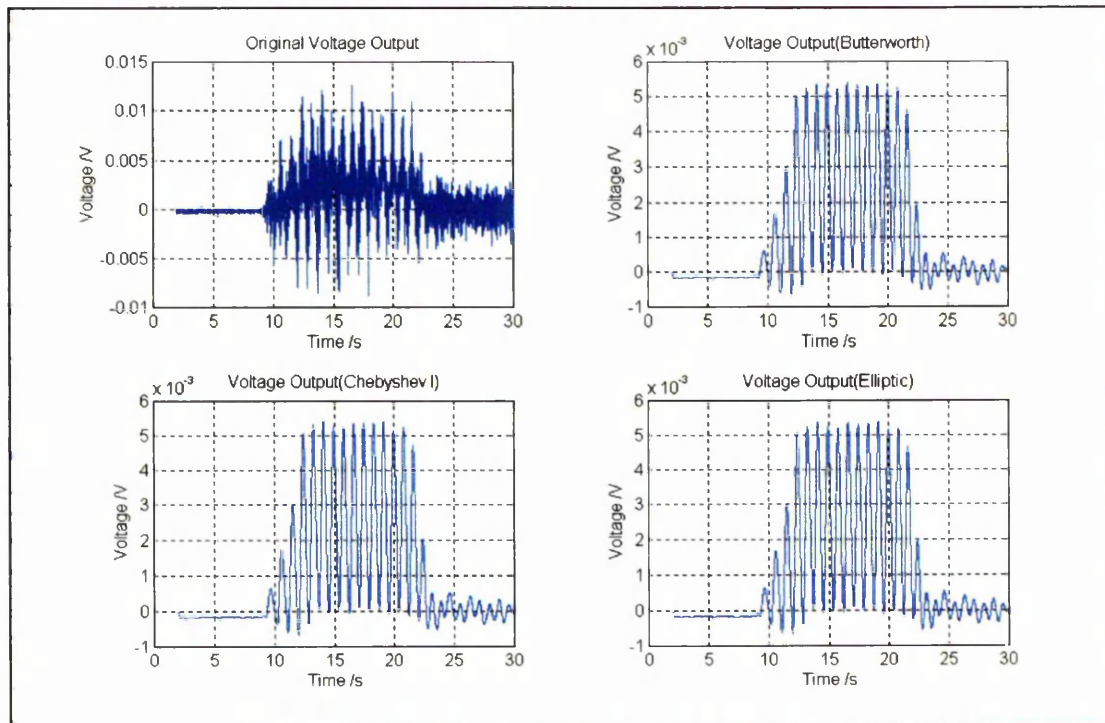 Original Voltage Output
0.015
0.01
0.005
0
-0.005
-0.01
Voltage /V
0 5 10 15 20 25 30
Time /s
x 10⁻³ Voltage Output(Butterworth)
6
5
4
3
2
1
0
-1
Voltage /V
0 5 10 15 20 25 30
Time /s
x 10⁻³ Voltage Output(Chebyshev I)
6
5
4
3
2
1
0
-1
Voltage /V
0 5 10 15 20 25 30
Time /s
x 10⁻³ Voltage Output(Elliptic)
6
5
4
3
2
1
0
-1
Voltage /V
0 5 10 15 20 25 30
Time /s